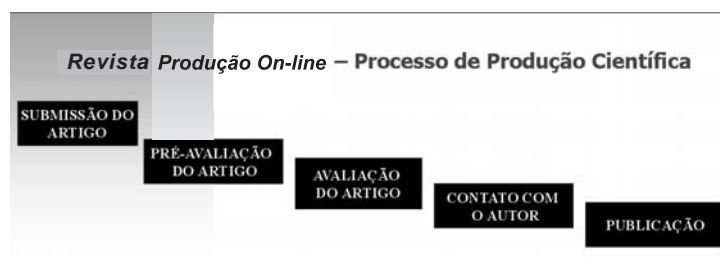 Revista Produção On-line – Processo de Produção Científica
SUBMISSÃO DO
ARTIGO
PRÉ-AVALIAÇÃO
DO ARTIGO
AVALIAÇÃO
DO ARTIGO
CONTATO COM
O AUTOR
PUBLICAÇÃO